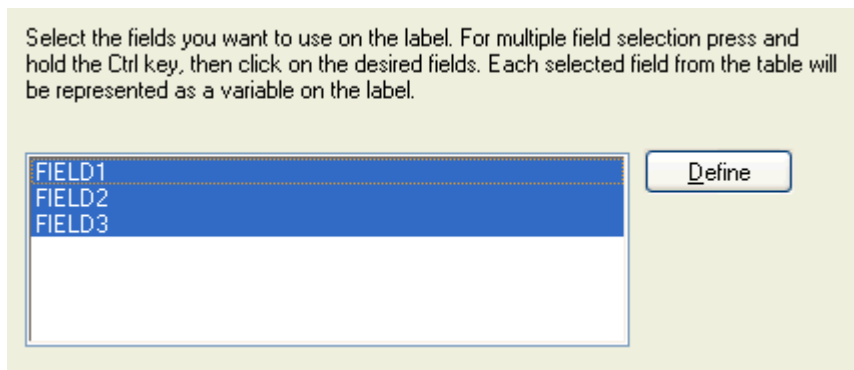 Select the fields you want to use on the label. For multiple field selection press and
hold the Ctrl key, then click on the desired fields. Each selected field from the table will
be represented as a variable on the label.
FIELD1
Define
FIELD2
FIELD3